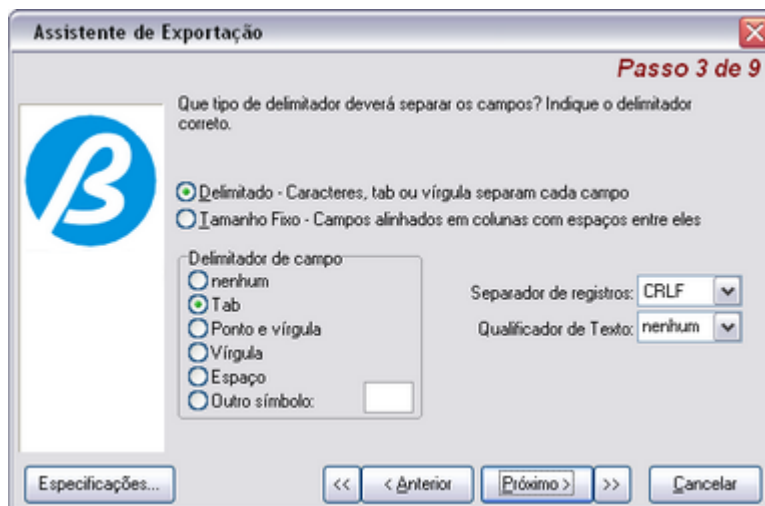 Assistente de Exportação
Passo 3 de 9
Que tipo de delimitador deverá separar os campos? Indique o delimitador
correto.
Delimitado - Caracteres, tab ou vírgula separam cada campo
Tamanho Fixo - Campos alinhados em colunas com espaços entre eles
Delimitador de campo
nenhum
Tab
Ponto e vírgula
Vírgula
Espaço
Outro símbolo:
Separador de registros: CRLF
Qualificador de Texto: nenhum
Especificações... << < Anterior Próximo > >> Cancelar